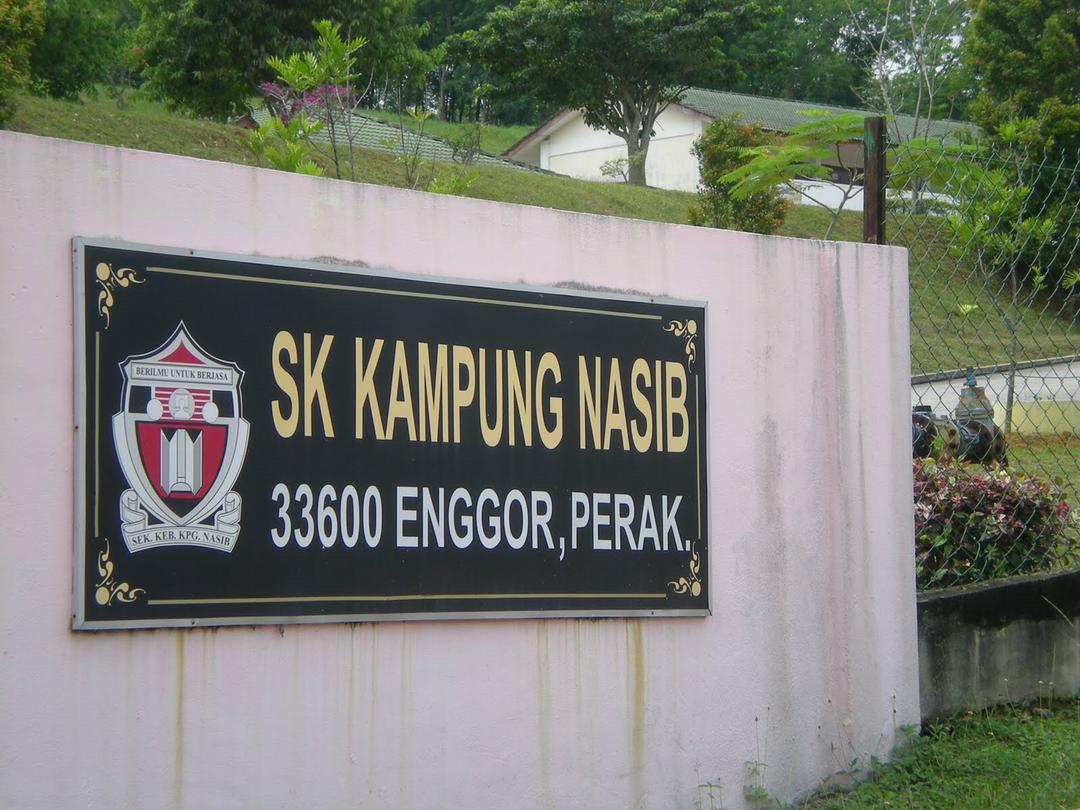 BERILMU UNTUK BERJASA
SEK. KEB. KPG. NASIB
SK KAMPUNG NASIB
33600 ENGGOR,PERAK.